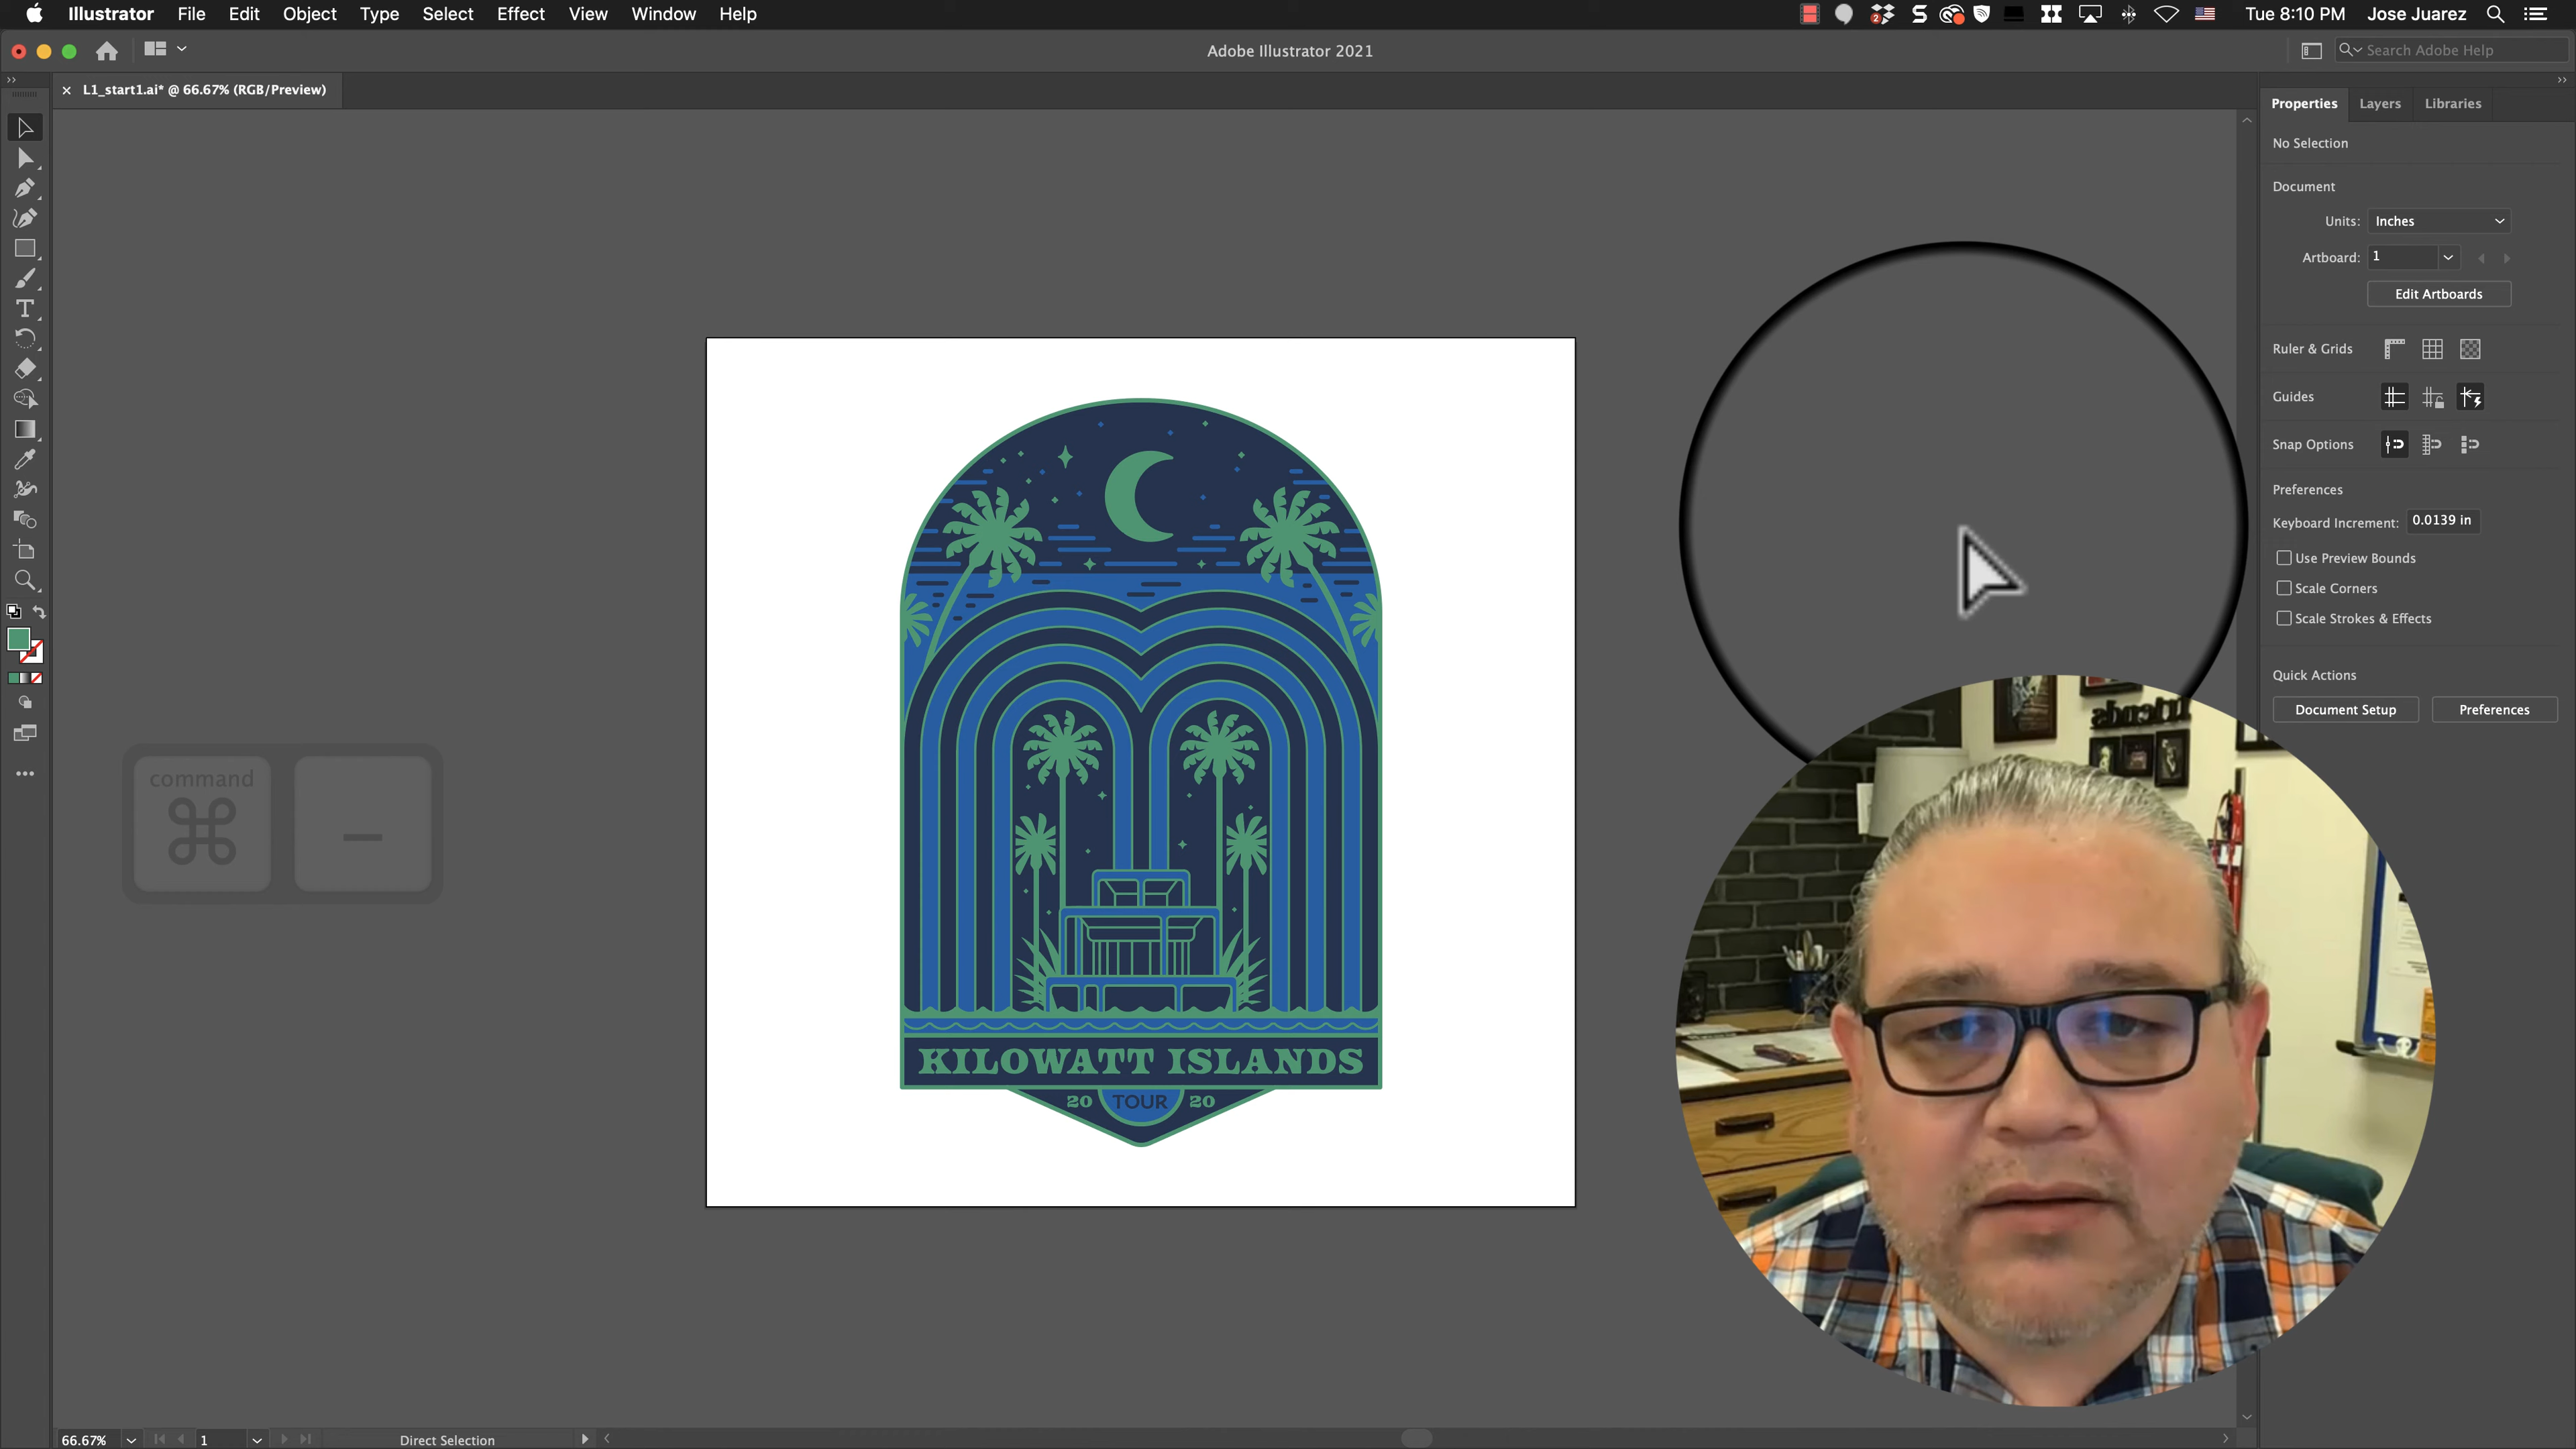 Illustrator File Edit Object Type Select Effect View Window Help
2 S Tue 8:10 PM Jose Juarez
Adobe Illustrator 2021
Search Adobe Help
× L1_start1.ai* @ 66.67% (RGB/Preview)
Properties Layers Libraries
No Selection
Document
Units: Inches
Artboard: 1
Edit Artboards
Ruler & Grids
Guides
Snap Options
Preferences
Keyboard Increment: 0.0139 in
Use Preview Bounds
Scale Corners
Scale Strokes & Effects
Quick Actions
Document Setup Preferences
command
⌘ –
KILOWATT ISLANDS
20 TOUR 20
66.67% 1 Direct Selection